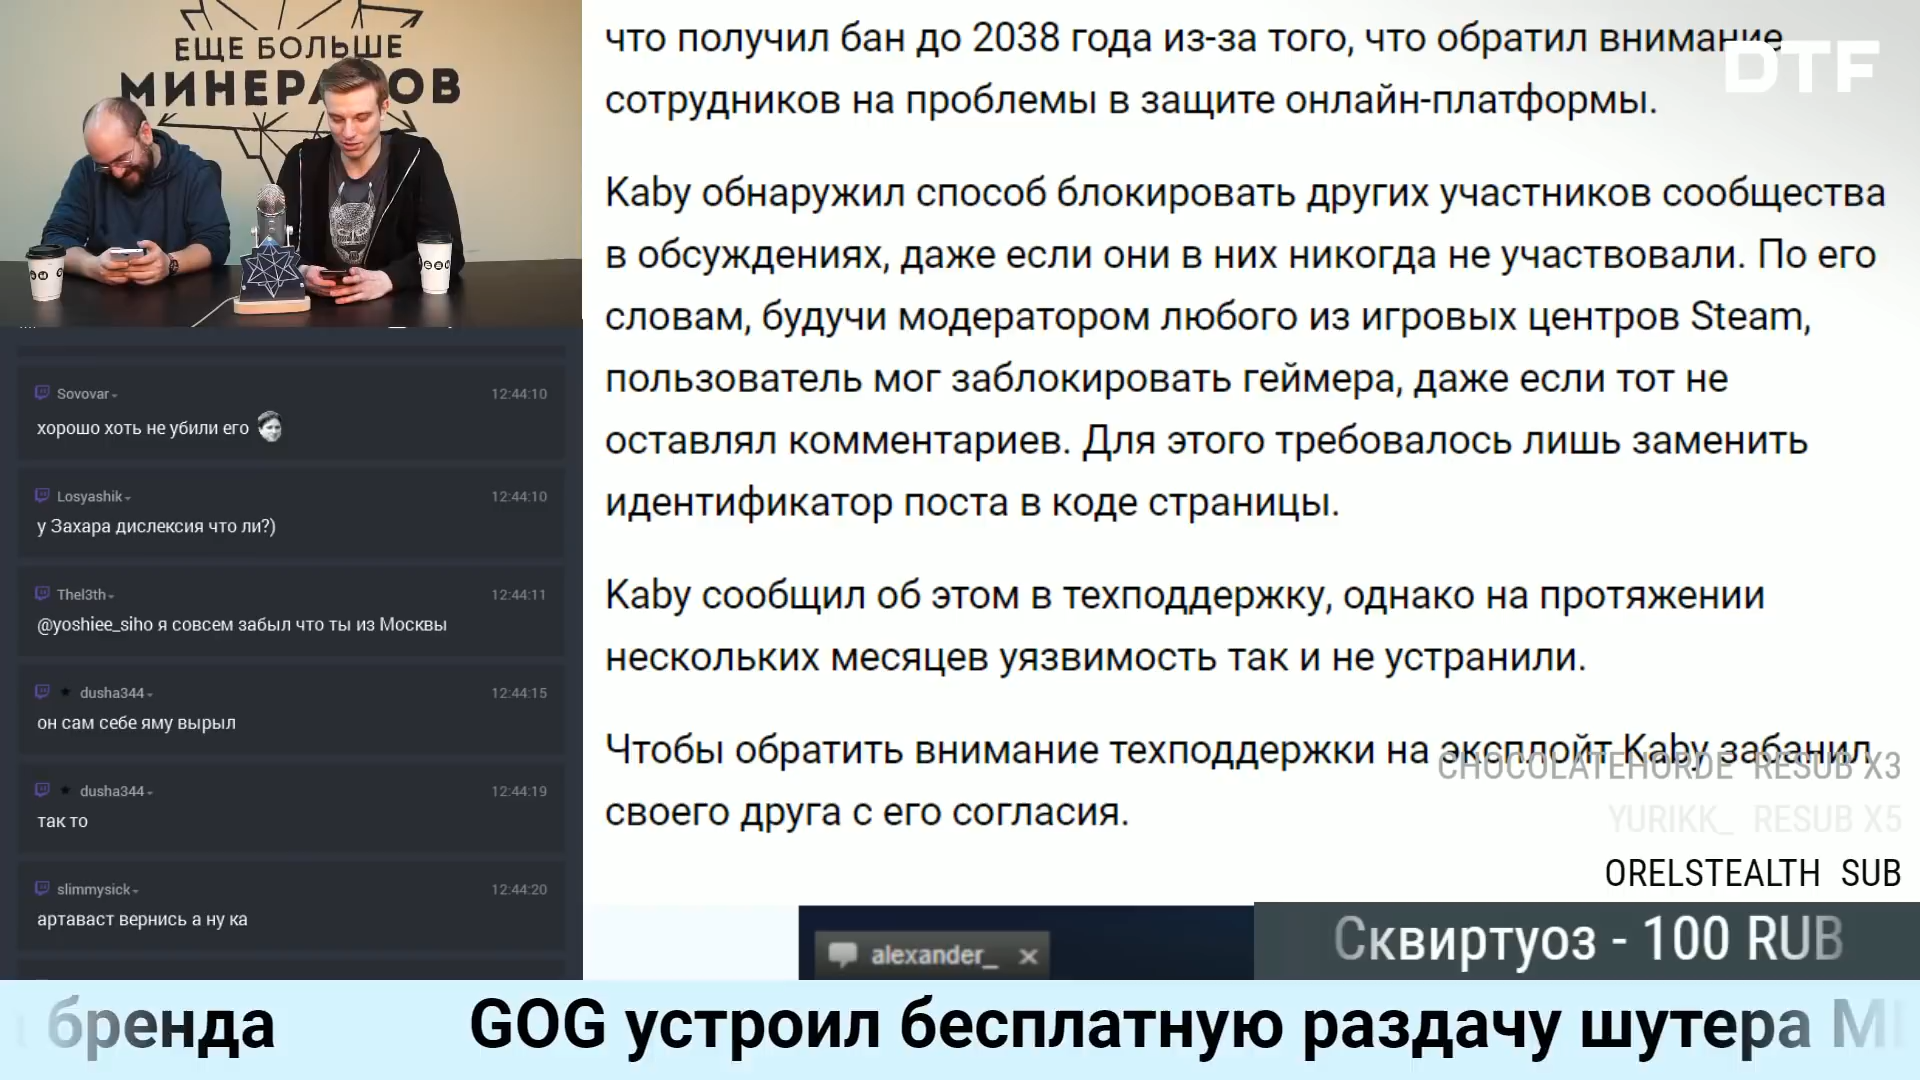 ЕЩЕ БОЛЬШЕ
что получил бан до 2038 года из-за того, что обратил внимание
DTF
сотрудников на проблемы в защите онлайн-платформы.
Kaby обнаружил способ блокировать других участников сообщества
в обсуждениях, даже если они в них никогда не участвовали. По его
словам, будучи модератором любого из игровых центров Steam,
пользователь мог заблокировать геймера, даже если тот не
оставлял комментариев. Для этого требовалось лишь заменить
идентификатор поста в коде страницы.
Kaby сообщил об этом в техподдержку, однако на протяжении
нескольких месяцев уязвимость так и не устранили.
Чтобы обратить внимание техподдержки на эксплойт Kaby забанил
своего друга с его согласия.
Sovovar 12:44:10
хорошо хоть не убили его
Losyashik 12:44:10
у Захара дислексия что ли?)
Thel3th 12:44:11
@yoshiee_siho я совсем забыл что ты из Москвы
dusha344 12:44:15
он сам себе яму вырыл
dusha344 12:44:19
так то
slimmysick 12:44:20
артаваст вернись а ну ка
CHOCOLATEHORDE RESUB X3
YURIKK_ RESUB X5
ORELSTEALTH SUB
alexander_ ×
Сквиртуоз - 100 RUB
бренда GOG устроил бесплатную раздачу шутера